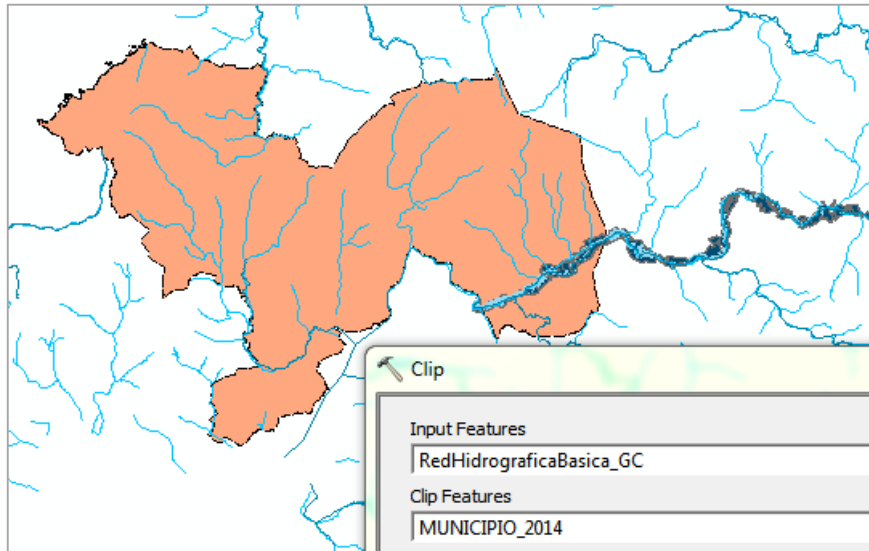 Clip
Input Features
RedHidrograficaBasica_GC
Clip Features
MUNICIPIO_2014